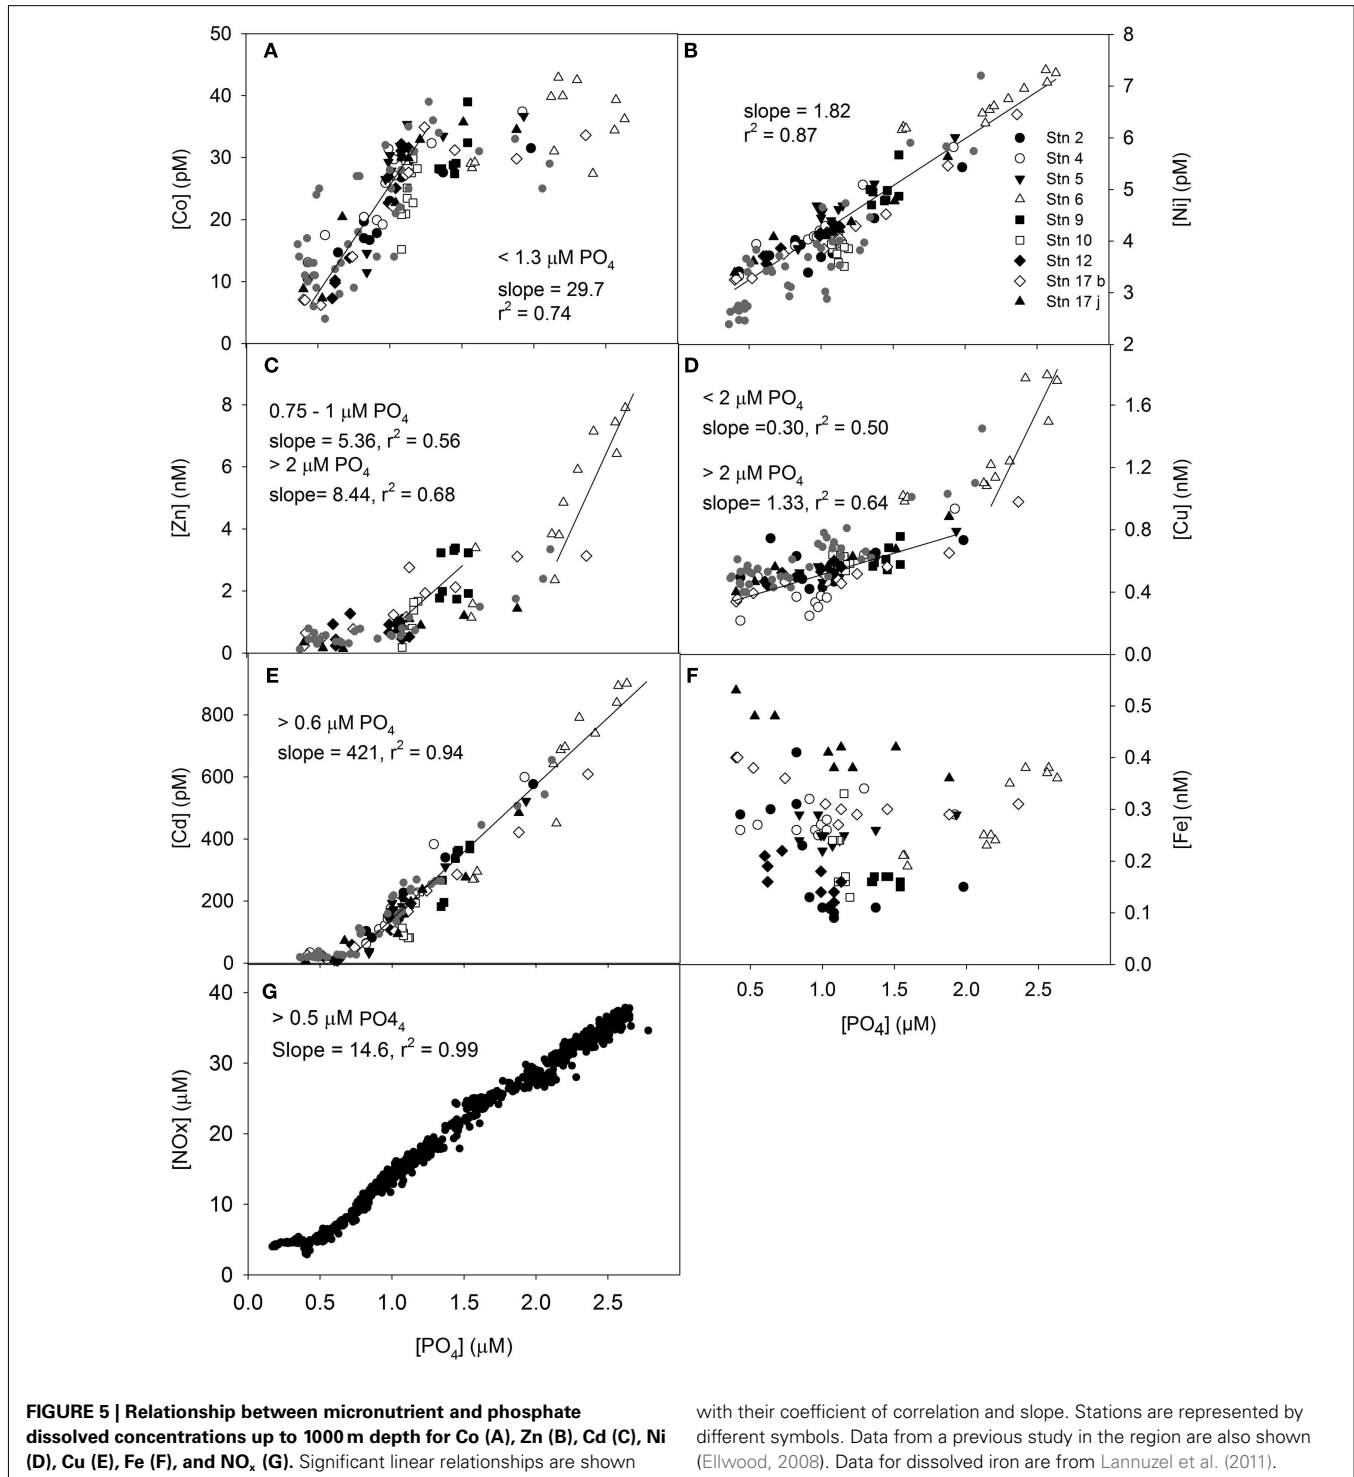 A
50
40
30
20
10
0
[Co] (pM)
< 1.3 µM PO4
slope = 29.7
r2 = 0.74
B
slope = 1.82
r2 = 0.87
8
7
6
5
4
3
2
[Ni] (pM)
Stn 2
Stn 4
Stn 5
Stn 6
Stn 9
Stn 10
Stn 12
Stn 17 b
Stn 17 j
C
8
6
4
2
0
[Zn] (nM)
0.75 - 1 µM PO4
slope = 5.36, r2 = 0.56
> 2 µM PO4
slope= 8.44, r2 = 0.68
D
< 2 µM PO4
slope =0.30, r2 = 0.50
> 2 µM PO4
slope= 1.33, r2 = 0.64
1.6
1.2
0.8
0.4
0.0
[Cu] (nM)
E
800
600
400
200
0
[Cd] (pM)
> 0.6 µM PO4
slope = 421, r2 = 0.94
F
0.5
0.4
0.3
0.2
0.1
0.0
[Fe] (nM)
0.5 1.0 1.5 2.0 2.5
[PO4] (µM)
G
40
30
20
10
0
[NOx] (µM)
> 0.5 µM PO44
Slope = 14.6, r2 = 0.99
0.0 0.5 1.0 1.5 2.0 2.5
[PO4] (µM)
FIGURE 5 | Relationship between micronutrient and phosphate
dissolved concentrations up to 1000 m depth for Co (A), Zn (B), Cd (C), Ni
(D), Cu (E), Fe (F), and NOx (G). Significant linear relationships are shown
with their coefficient of correlation and slope. Stations are represented by
different symbols. Data from a previous study in the region are also shown
(Ellwood, 2008). Data for dissolved iron are from Lannuzel et al. (2011).